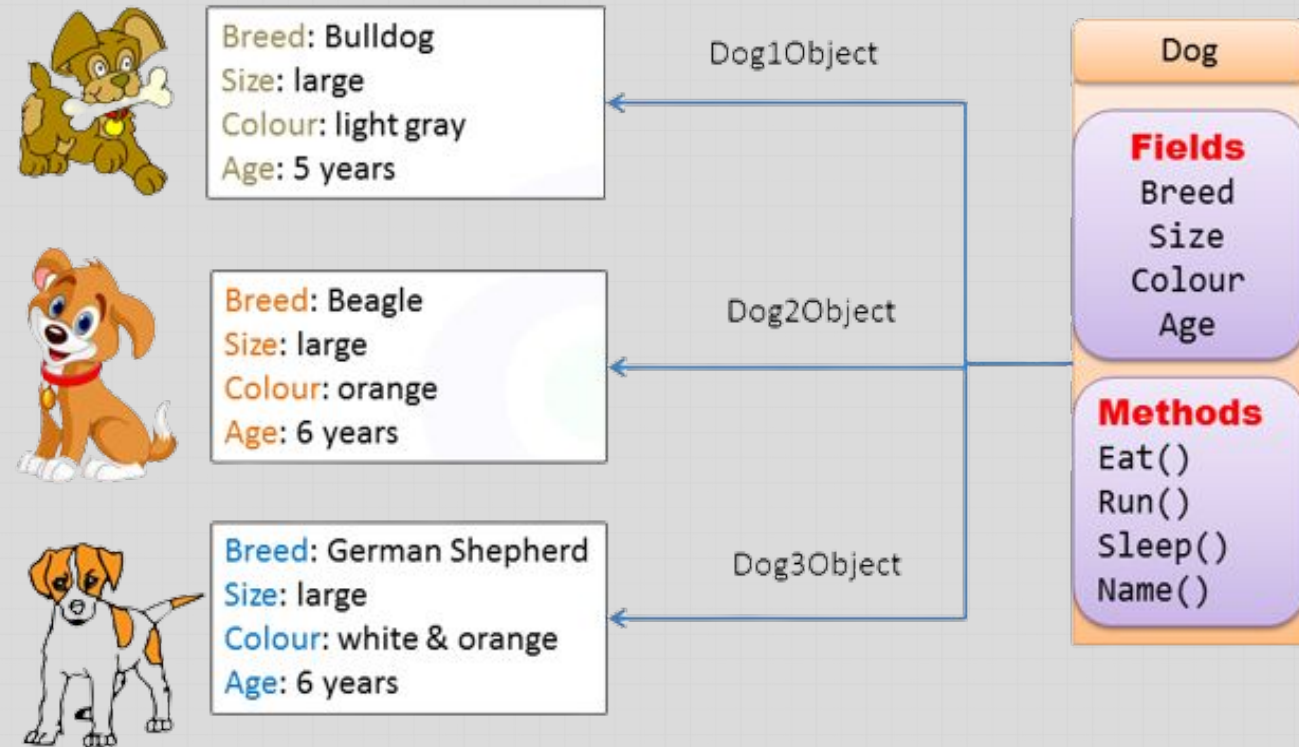 Breed: Bulldog
Size: large
Colour: light gray
Age: 5 years
Dog1Object
Breed: Beagle
Size: large
Colour: orange
Age: 6 years
Dog2Object
Breed: German Shepherd
Size: large
Colour: white & orange
Age: 6 years
Dog3Object
Dog
Fields
Breed
Size
Colour
Age
Methods
Eat()
Run()
Sleep()
Name()